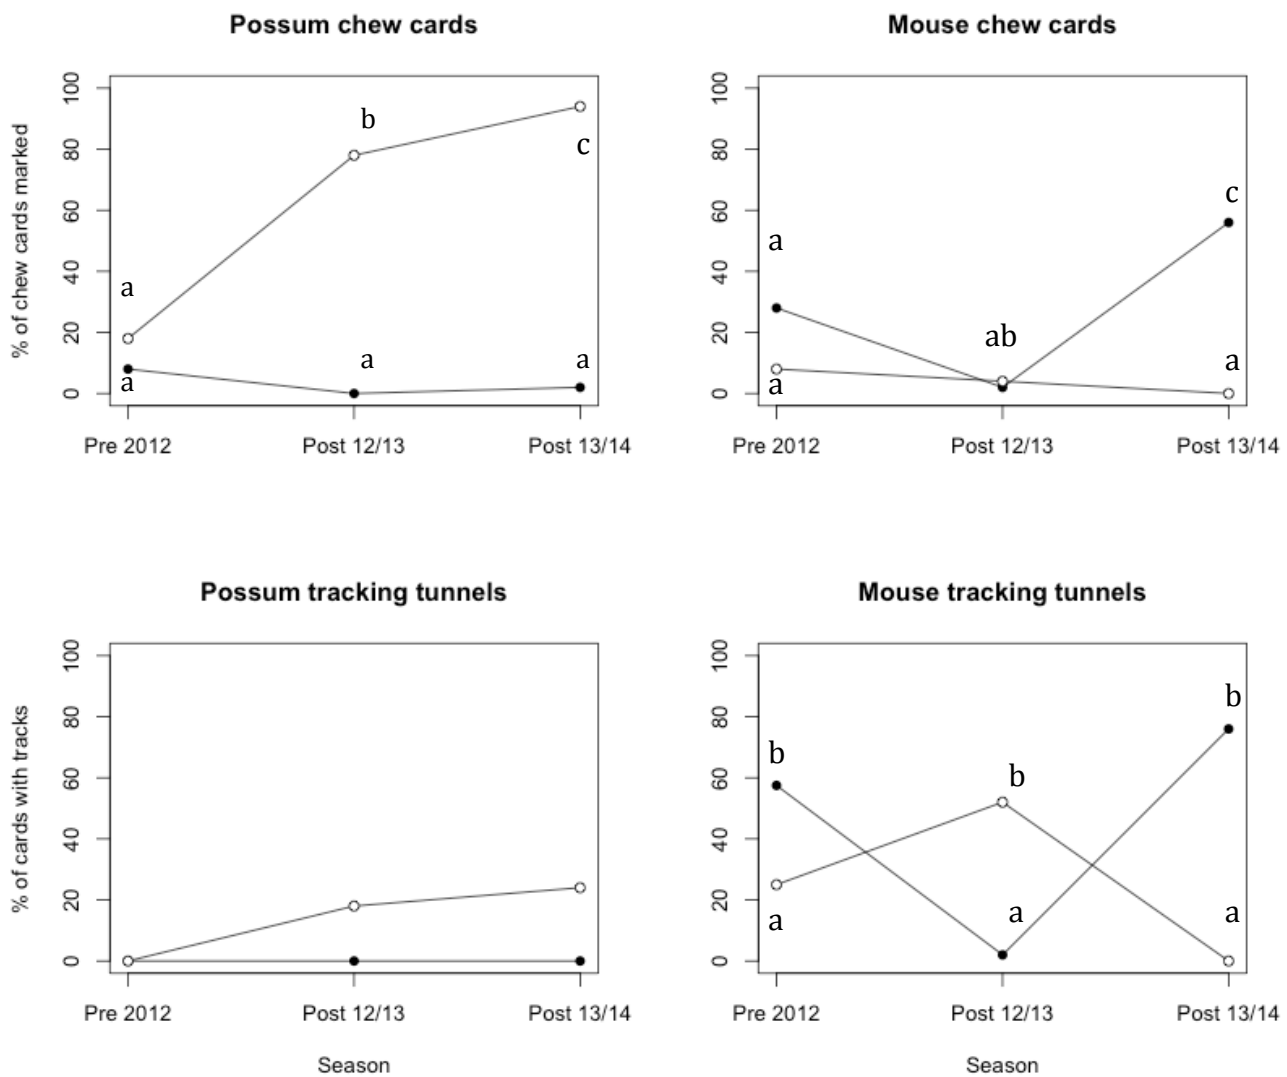 Possum chew cards
% of chew cards marked
100
80
60
40
20
0
a
a
b
a
c
a
Pre 2012 Post 12/13 Post 13/14
Mouse chew cards
100
80
60
40
20
0
a
a
ab
c
a
Pre 2012 Post 12/13 Post 13/14
Possum tracking tunnels
% of cards with tracks
100
80
60
40
20
0
Pre 2012 Post 12/13 Post 13/14
Season
Mouse tracking tunnels
100
80
60
40
20
0
b
a
b
a
b
a
Pre 2012 Post 12/13 Post 13/14
Season